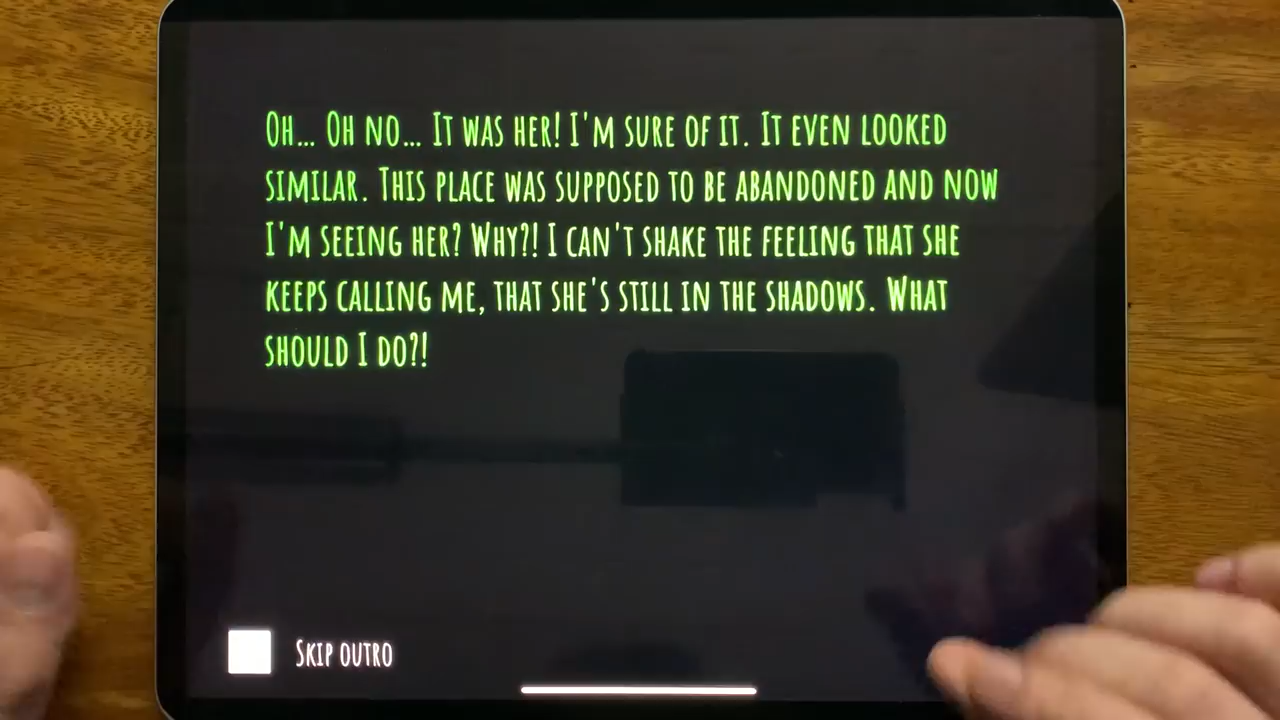 Oh... Oh no... It was her! I'm sure of it. It even looked
similar. This place was supposed to be abandoned and now
I'm seeing her? Why?! I can't shake the feeling that she
keeps calling me, that she's still in the shadows. What
should I do?!
Skip outro